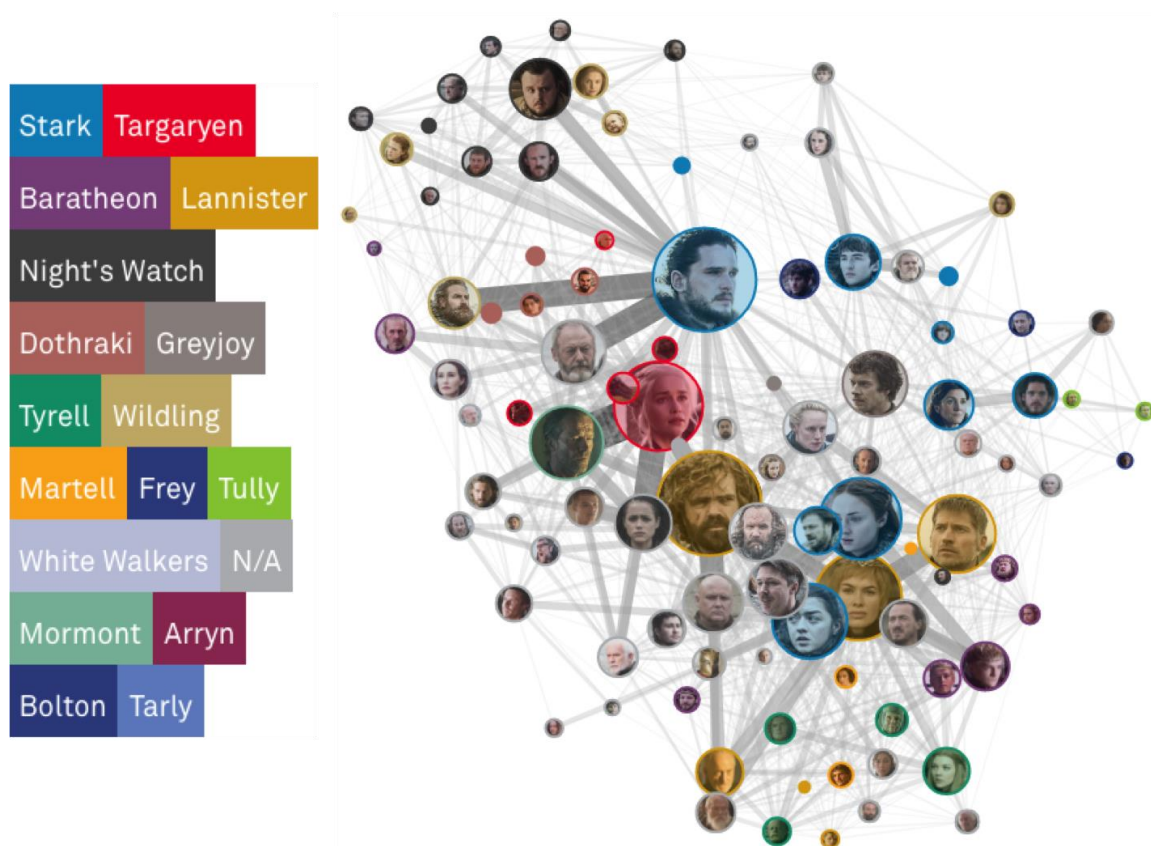 Stark Targaryen
Baratheon Lannister
Night's Watch
Dothraki Greyjoy
Tyrell Wildling
Martell Frey Tully
White Walkers N/A
Mormont Arryn
Bolton Tarly